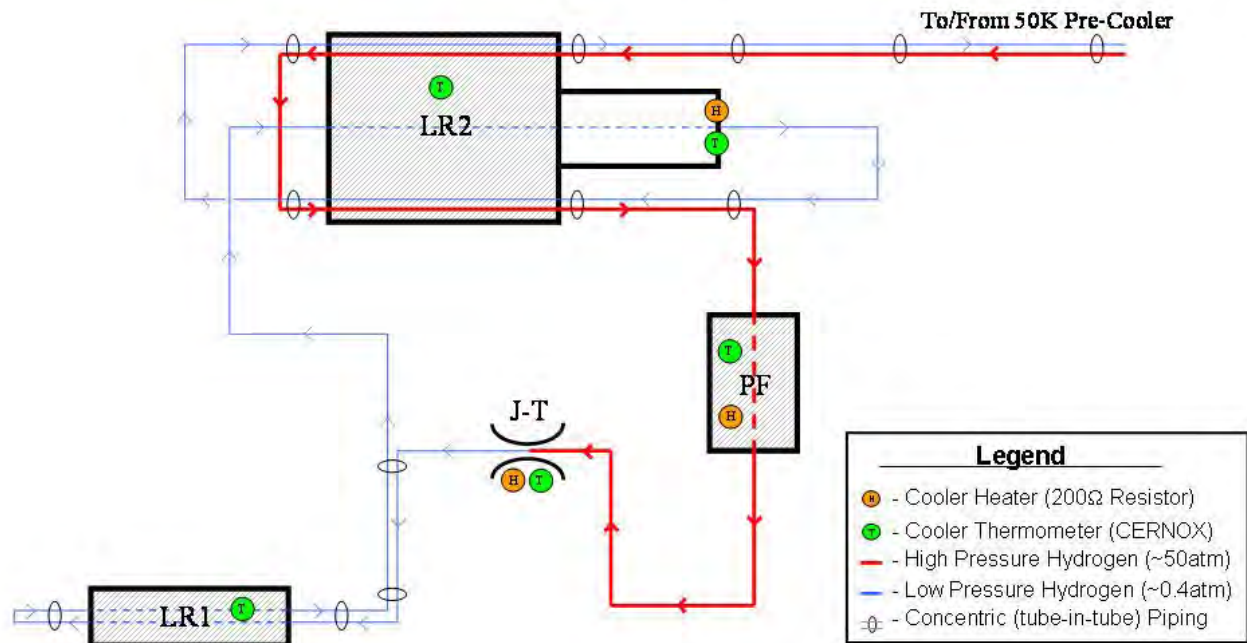 To/From 50K Pre-Cooler
T
LR2
H
T
T
PF
H
J-T
H T
LR1
T
Legend
H - Cooler Heater (200Ω Resistor)
T - Cooler Thermometer (CERNOX)
- High Pressure Hydrogen (~50atm)
- Low Pressure Hydrogen (~0.4atm)
- Concentric (tube-in-tube) Piping